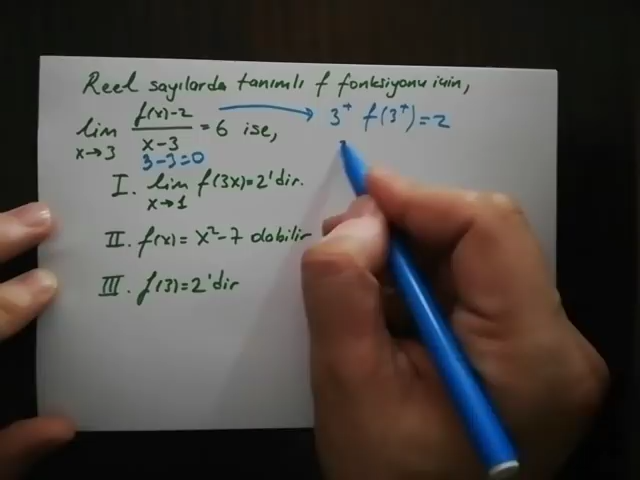 Reel sayılarda tanımlı f fonksiyonu için,
lim x→3 f(x)-2 / x-3 = 6 ise,
3⁺ f(3⁺)=2
3-3=0
I. lim x→1 f(3x)=2'dir.
II. f(x)= x²-7 olabilir
III. f(3)=2'dir